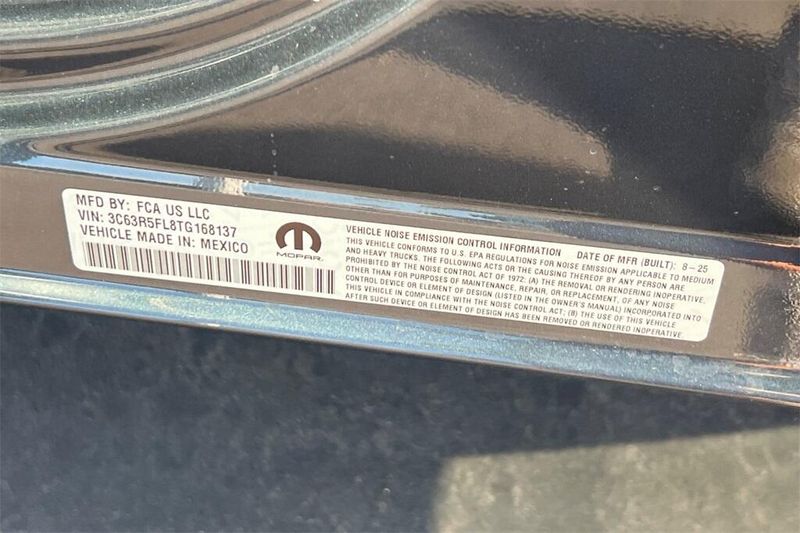 MFD BY: FCA US LLC
VIN: 3C63R5FL8TG168137
VEHICLE MADE IN: MEXICO
MOPAR.
VEHICLE NOISE EMISSION CONTROL INFORMATION DATE OF MFR (BUILT): 8-25
THIS VEHICLE CONFORMS TO U.S. EPA REGULATIONS FOR NOISE EMISSION APPLICABLE TO MEDIUM
AND HEAVY TRUCKS. THE FOLLOWING ACTS OR THE CAUSING THEREOF BY ANY PERSON ARE
PROHIBITED BY THE NOISE CONTROL ACT OF 1972: (A) THE REMOVAL OR RENDERING INOPERATIVE,
OTHER THAN FOR PURPOSES OF MAINTENANCE, REPAIR, OR REPLACEMENT, OF ANY NOISE
CONTROL DEVICE OR ELEMENT OF DESIGN (LISTED IN THE OWNER'S MANUAL) INCORPORATED INTO
THIS VEHICLE IN COMPLIANCE WITH THE NOISE CONTROL ACT; (B) THE USE OF THIS VEHICLE
AFTER SUCH DEVICE OR ELEMENT OF DESIGN HAS BEEN REMOVED OR RENDERED INOPERATIVE.